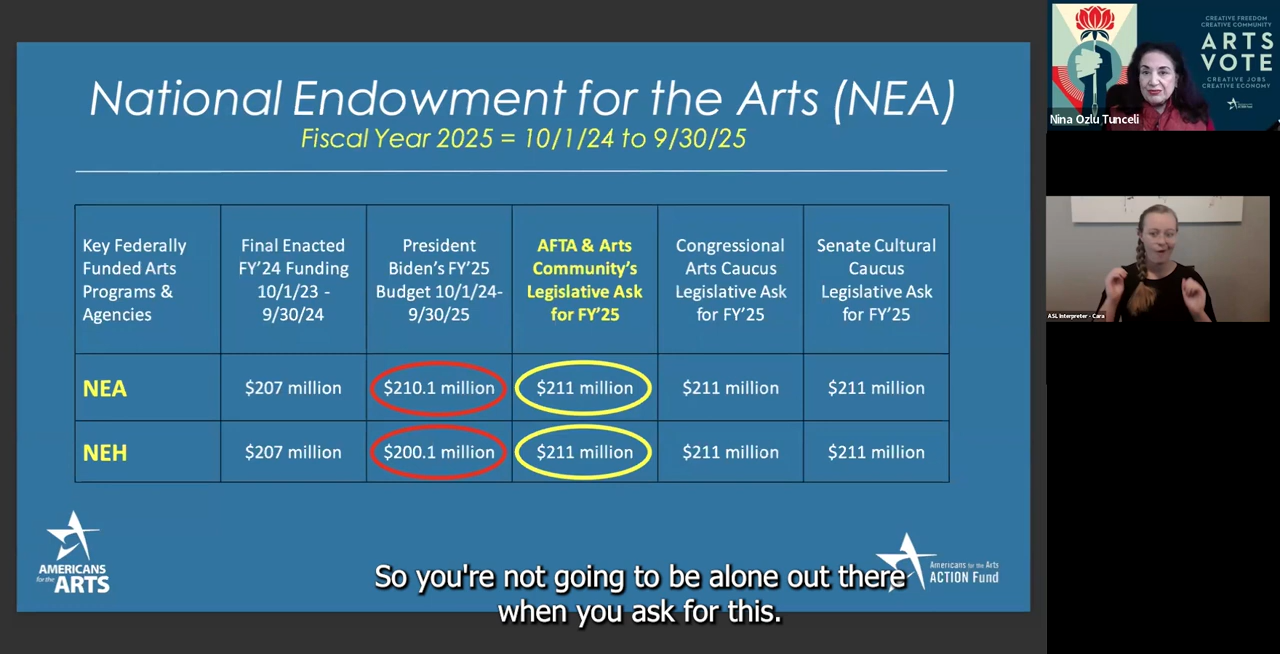 National Endowment for the Arts (NEA)
Fiscal Year 2025 = 10/1/24 to 9/30/25
Key Federally
Funded Arts
Programs &
Agencies
Final Enacted
FY'24 Funding
10/1/23 -
9/30/24
President
Biden's FY'25
Budget 10/1/24-
9/30/25
AFTA & Arts
Community's
Legislative Ask
for FY'25
Congressional
Arts Caucus
Legislative Ask
for FY'25
Senate Cultural
Caucus
Legislative Ask
for FY'25
NEA
$207 million
$210.1 million
$211 million
$211 million
$211 million
NEH
$207 million
$200.1 million
$211 million
$211 million
$211 million
AMERICANS
for the ARTS
Americans for the Arts
ACTION Fund
So you're not going to be alone out there
when you ask for this.
CREATIVE FREEDOM
CREATIVE COMMUNITY
ARTS
VOTE
CREATIVE JOBS
CREATIVE ECONOMY
Nina Ozlu Tunceli
ASL Interpreter - Cara